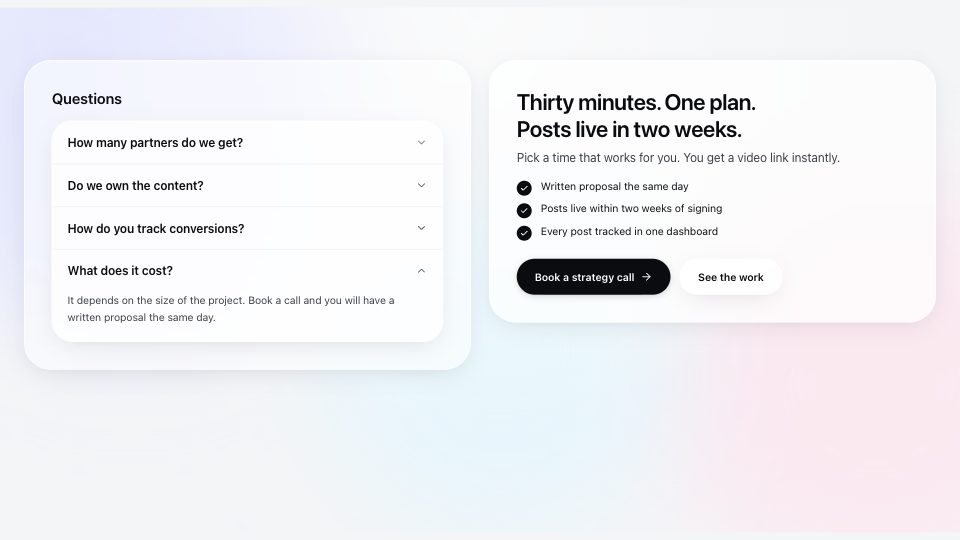 Questions
How many partners do we get?
Do we own the content?
How do you track conversions?
What does it cost?
It depends on the size of the project. Book a call and you will have a
written proposal the same day.
Thirty minutes. One plan.
Posts live in two weeks.
Pick a time that works for you. You get a video link instantly.
Written proposal the same day
Posts live within two weeks of signing
Every post tracked in one dashboard
Book a strategy call
See the work